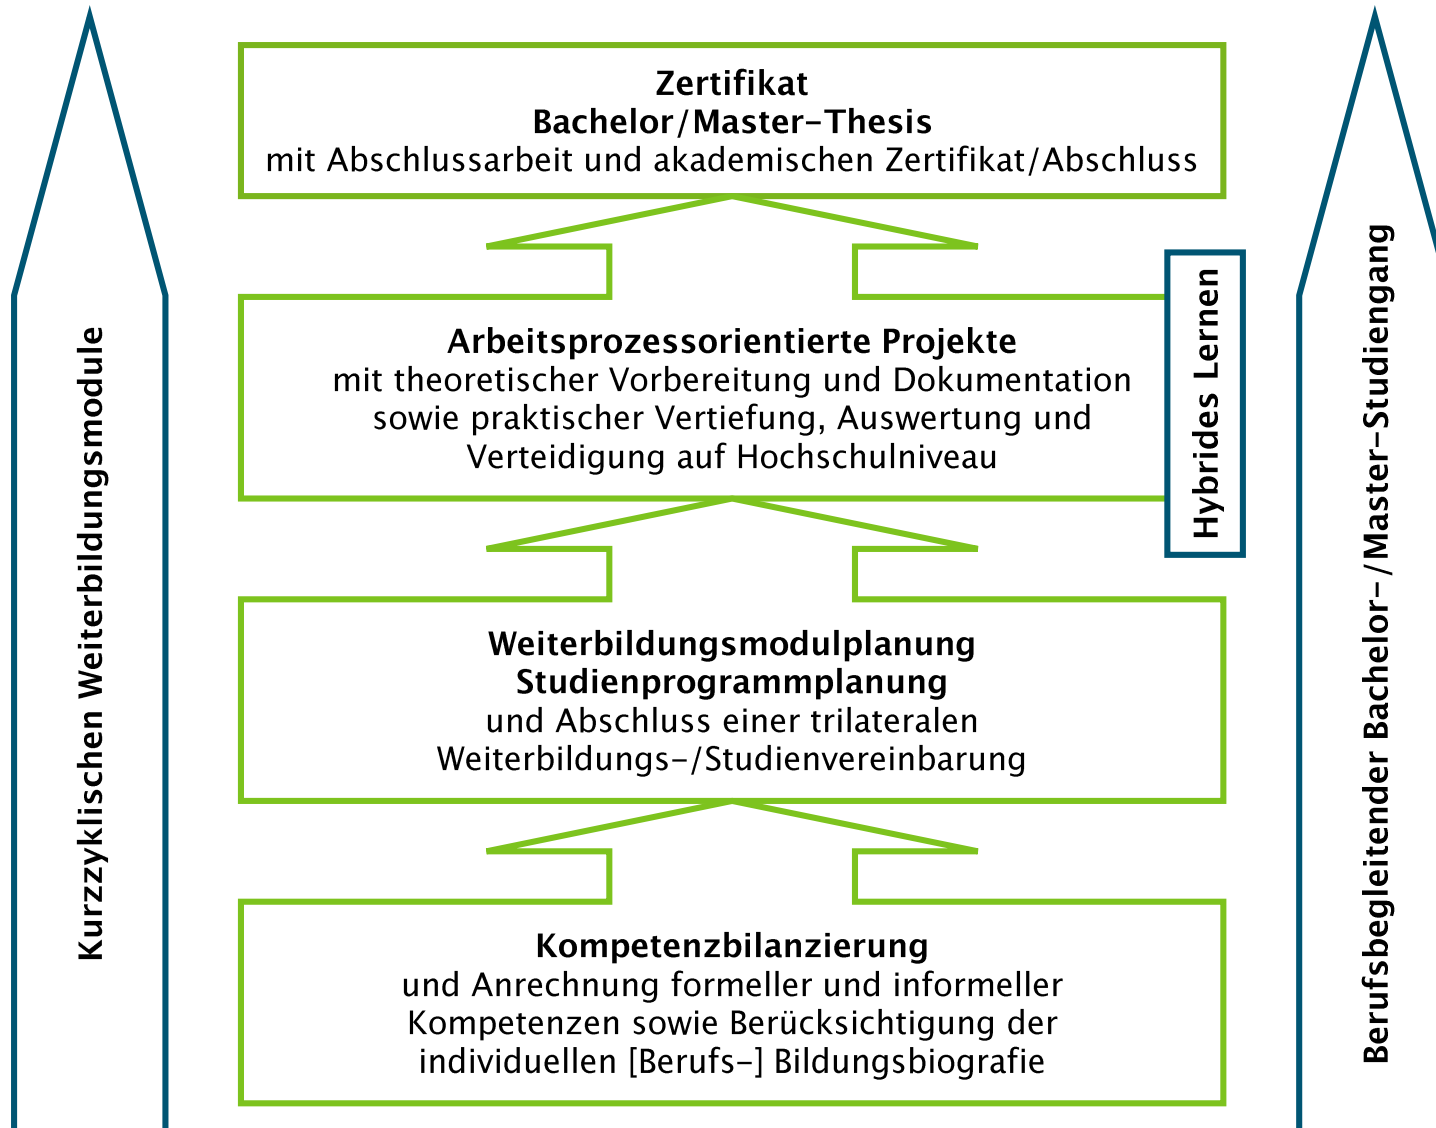 Kurzzyklischen Weiterbildungsmodule
Zertifikat
Bachelor/Master-Thesis
mit Abschlussarbeit und akademischen Zertifikat/Abschluss
Arbeitsprozessorientierte Projekte
mit theoretischer Vorbereitung und Dokumentation
sowie praktischer Vertiefung, Auswertung und
Verteidigung auf Hochschulniveau
Hybrides Lernen
Weiterbildungsmodulplanung
Studienprogrammplanung
und Abschluss einer trilateralen
Weiterbildungs-/Studienvereinbarung
Kompetenzbilanzierung
und Anrechnung formeller und informeller
Kompetenzen sowie Berücksichtigung der
individuellen [Berufs-] Bildungsbiografie
Berufsbegleitender Bachelor-/Master-Studiengang